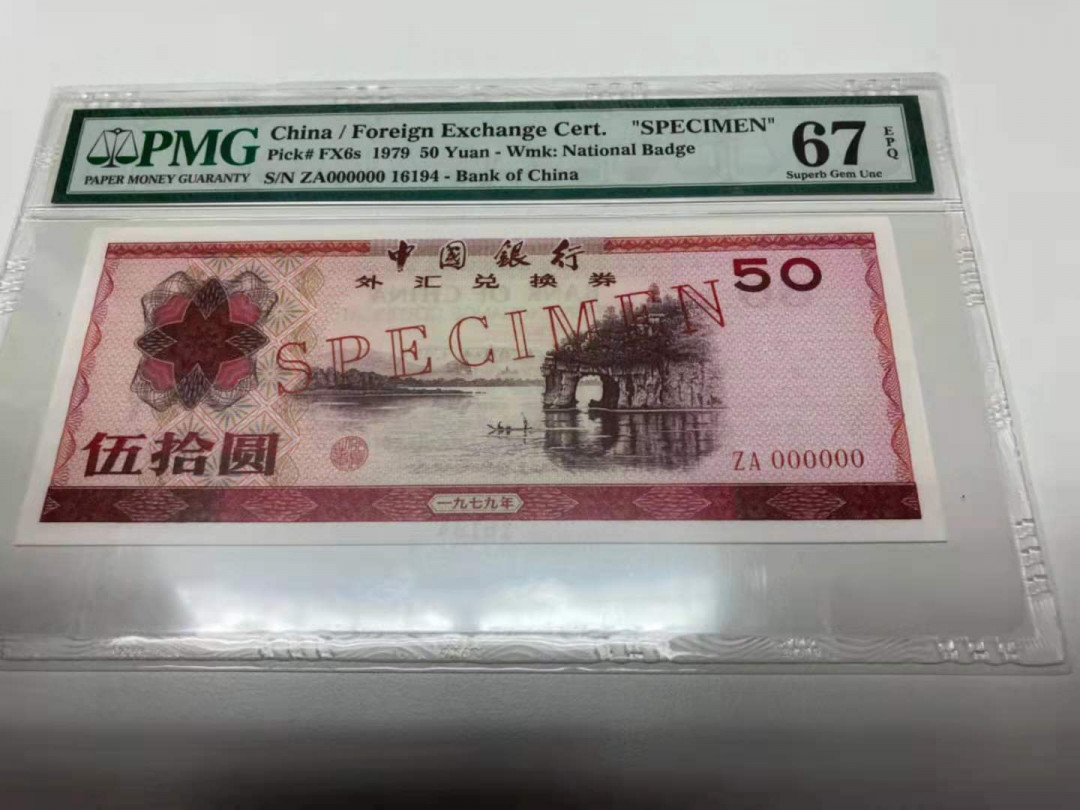 PMG
PAPER MONEY GUARANTY
China / Foreign Exchange Cert. "SPECIMEN"
Pick# FX6s 1979 50 Yuan - Wmk: National Badge
S/N ZA000000 16194 - Bank of China
67
EPQ
Superb Gem Unc
中国銀行
外汇兑换券
50
SPECIMEN
伍拾圆
ZA 000000
一九七九年